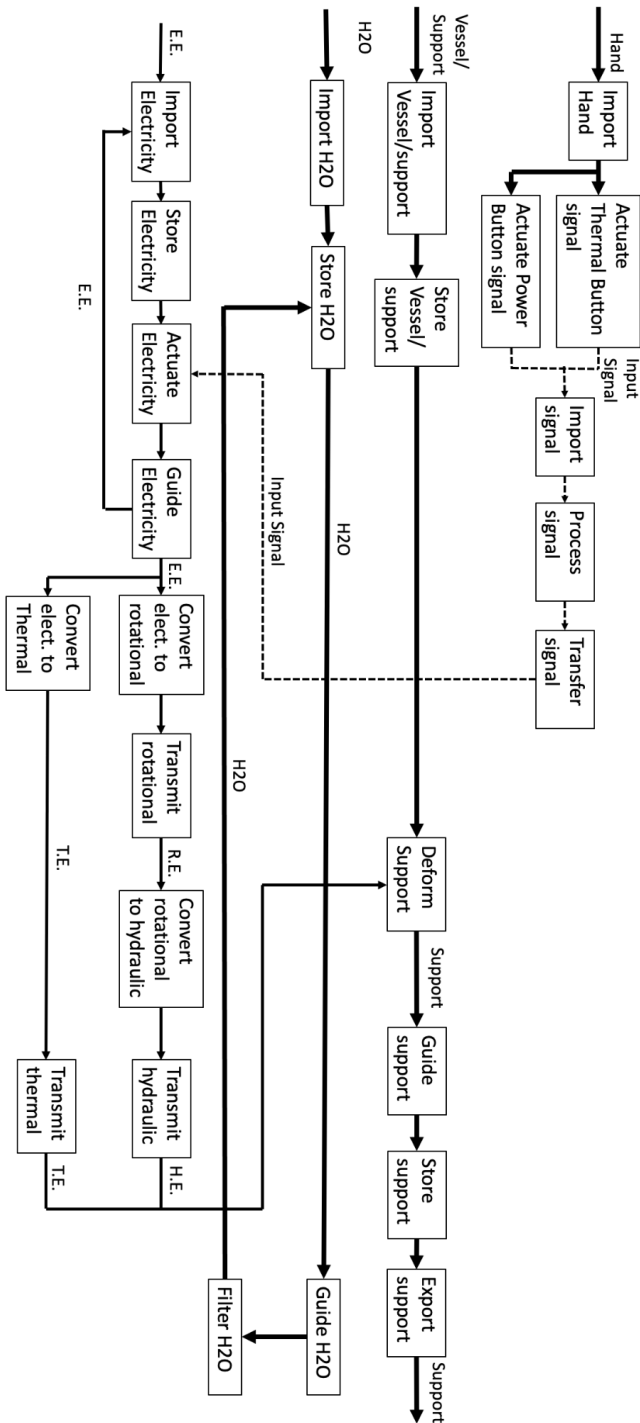 Hand
Import
Hand
Actuate
Thermal Button
signal
Actuate Power
Button signal
Input
Signal
Import
signal
Process
signal
Transfer
signal
Vessel/
Support
Import
Vessel/support
Store
Vessel/
support
Deform
Support
Support
Guide
support
Store
support
Export
support
Support
H2O
Import H2O
Store H2O
H2O
Guide H2O
Filter H2O
H2O
Input Signal
E.E.
Import
Electricity
Store
Electricity
Actuate
Electricity
Guide
Electricity
E.E.
E.E.
Convert
elect. to
rotational
Transmit
rotational
R.E.
Convert
rotational
to hydraulic
Transmit
hydraulic
H.E.
Convert
elect. to
Thermal
T.E.
Transmit
thermal
T.E.